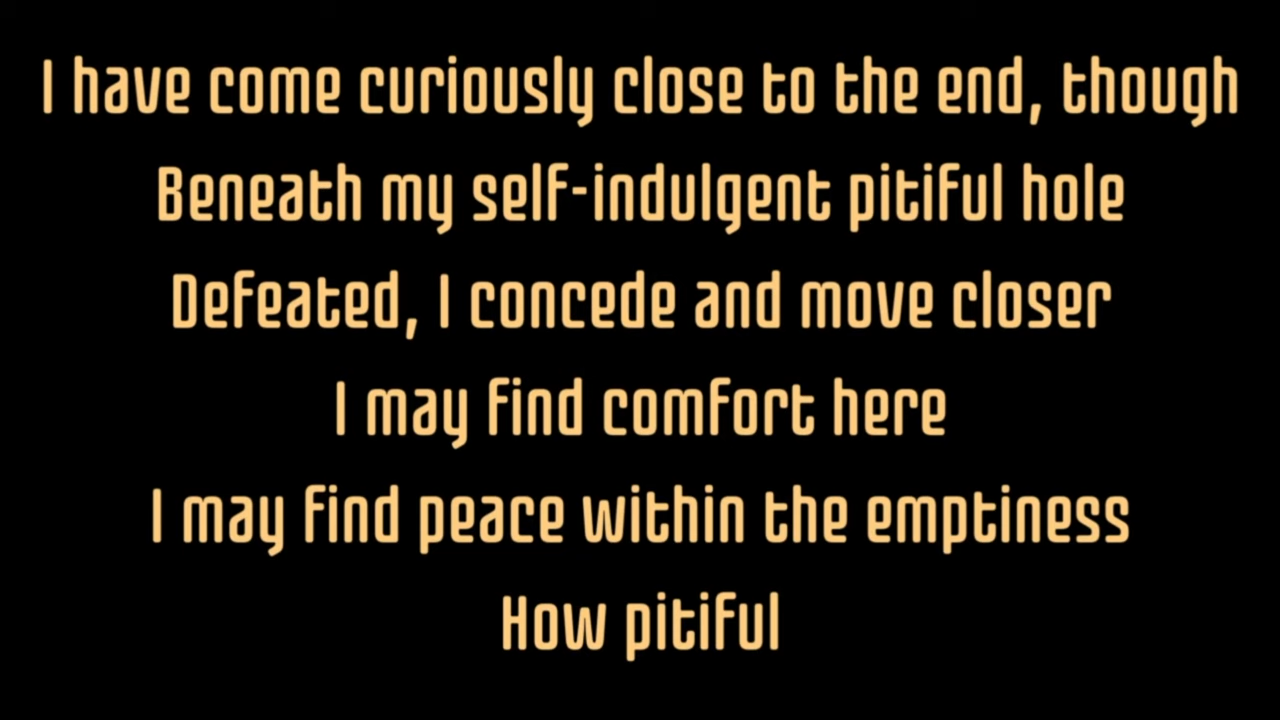 I have come curiously close to the end, though
Beneath my self-indulgent pitiful hole
Defeated, I concede and move closer
I may find comfort here
I may find peace within the emptiness
How pitiful